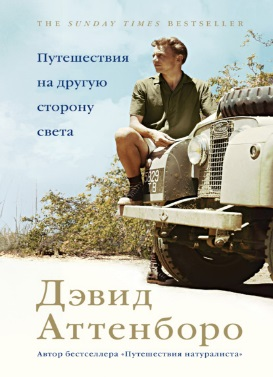 THE SUNDAY TIMES BESTSELLER
Путешествия
на другую
сторону
света
Дэвид
Аттенборо
Автор бестселлера «Путешествия натуралиста»